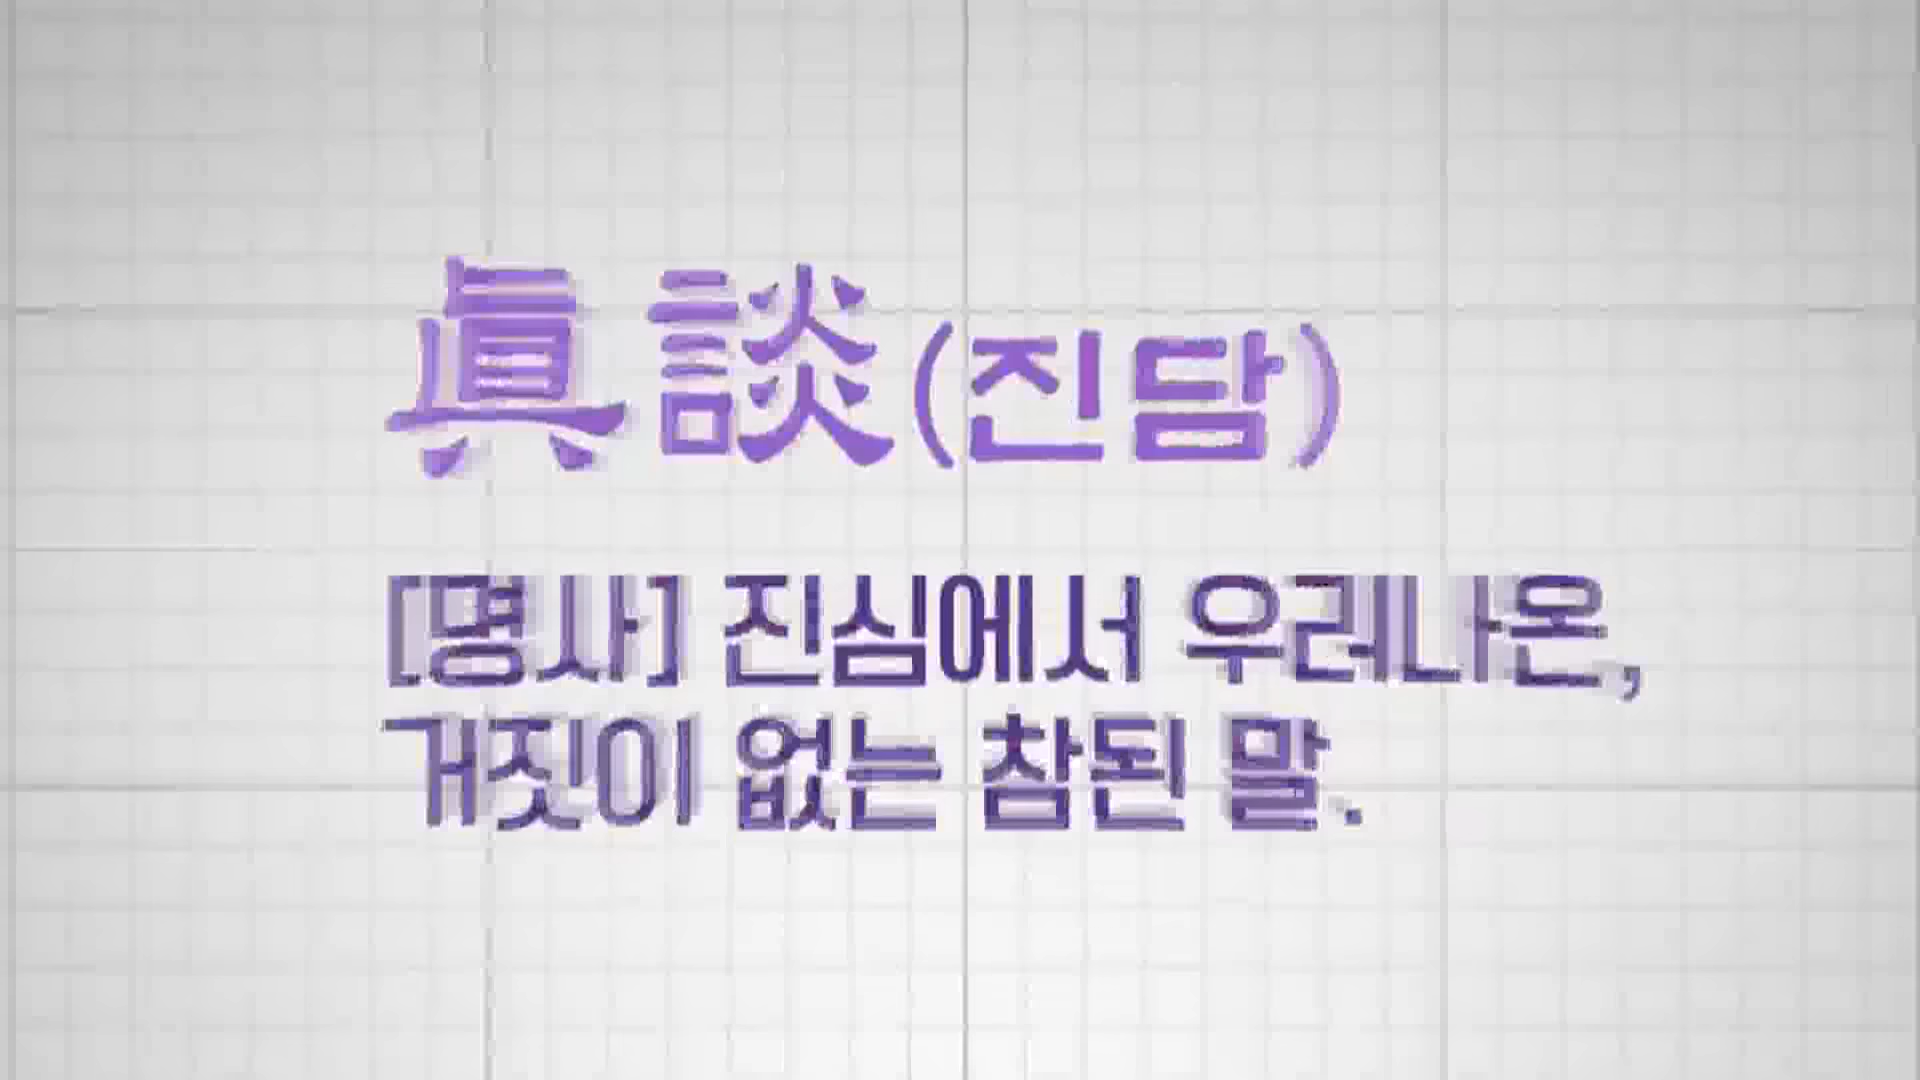 眞談(진담)
[명사] 진심에서 우러나온,
거짓이 없는 참된 말.